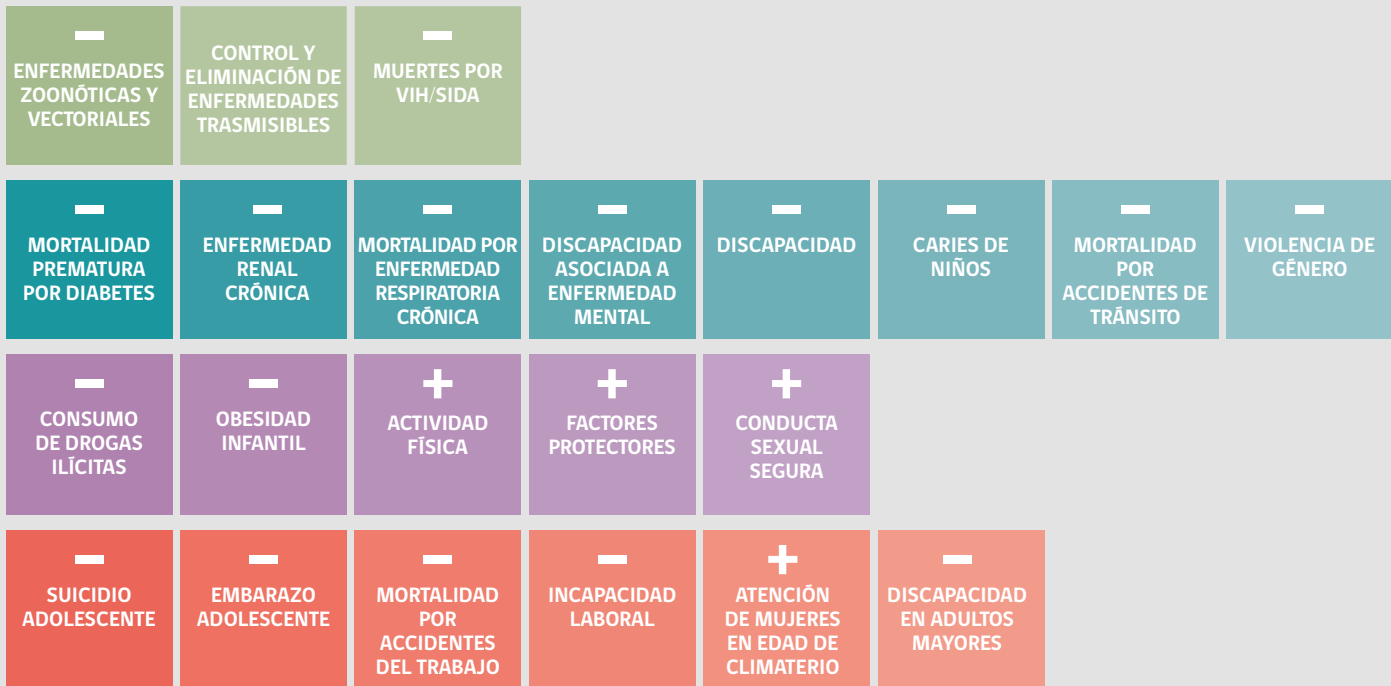 −
ENFERMEDADES
ZOONÓTICAS Y
VECTORIALES
CONTROL Y
ELIMINACIÓN DE
ENFERMEDADES
TRASMISIBLES
−
MUERTES POR
VIH/SIDA
−
MORTALIDAD
PREMATURA
POR DIABETES
−
ENFERMEDAD
RENAL
CRÓNICA
−
MORTALIDAD POR
ENFERMEDAD
RESPIRATORIA
CRÓNICA
−
DISCAPACIDAD
ASOCIADA A
ENFERMEDAD
MENTAL
−
DISCAPACIDAD
−
CARIES DE
NIÑOS
−
MORTALIDAD
POR
ACCIDENTES DE
TRÁNSITO
−
VIOLENCIA DE
GÉNERO
−
CONSUMO
DE DROGAS
ILÍCITAS
−
OBESIDAD
INFANTIL
+
ACTIVIDAD
FÍSICA
+
FACTORES
PROTECTORES
+
CONDUCTA
SEXUAL
SEGURA
−
SUICIDIO
ADOLESCENTE
−
EMBARAZO
ADOLESCENTE
−
MORTALIDAD
POR
ACCIDENTES
DEL TRABAJO
−
INCAPACIDAD
LABORAL
+
ATENCIÓN
DE MUJERES
EN EDAD DE
CLIMATERIO
−
DISCAPACIDAD
EN ADULTOS
MAYORES